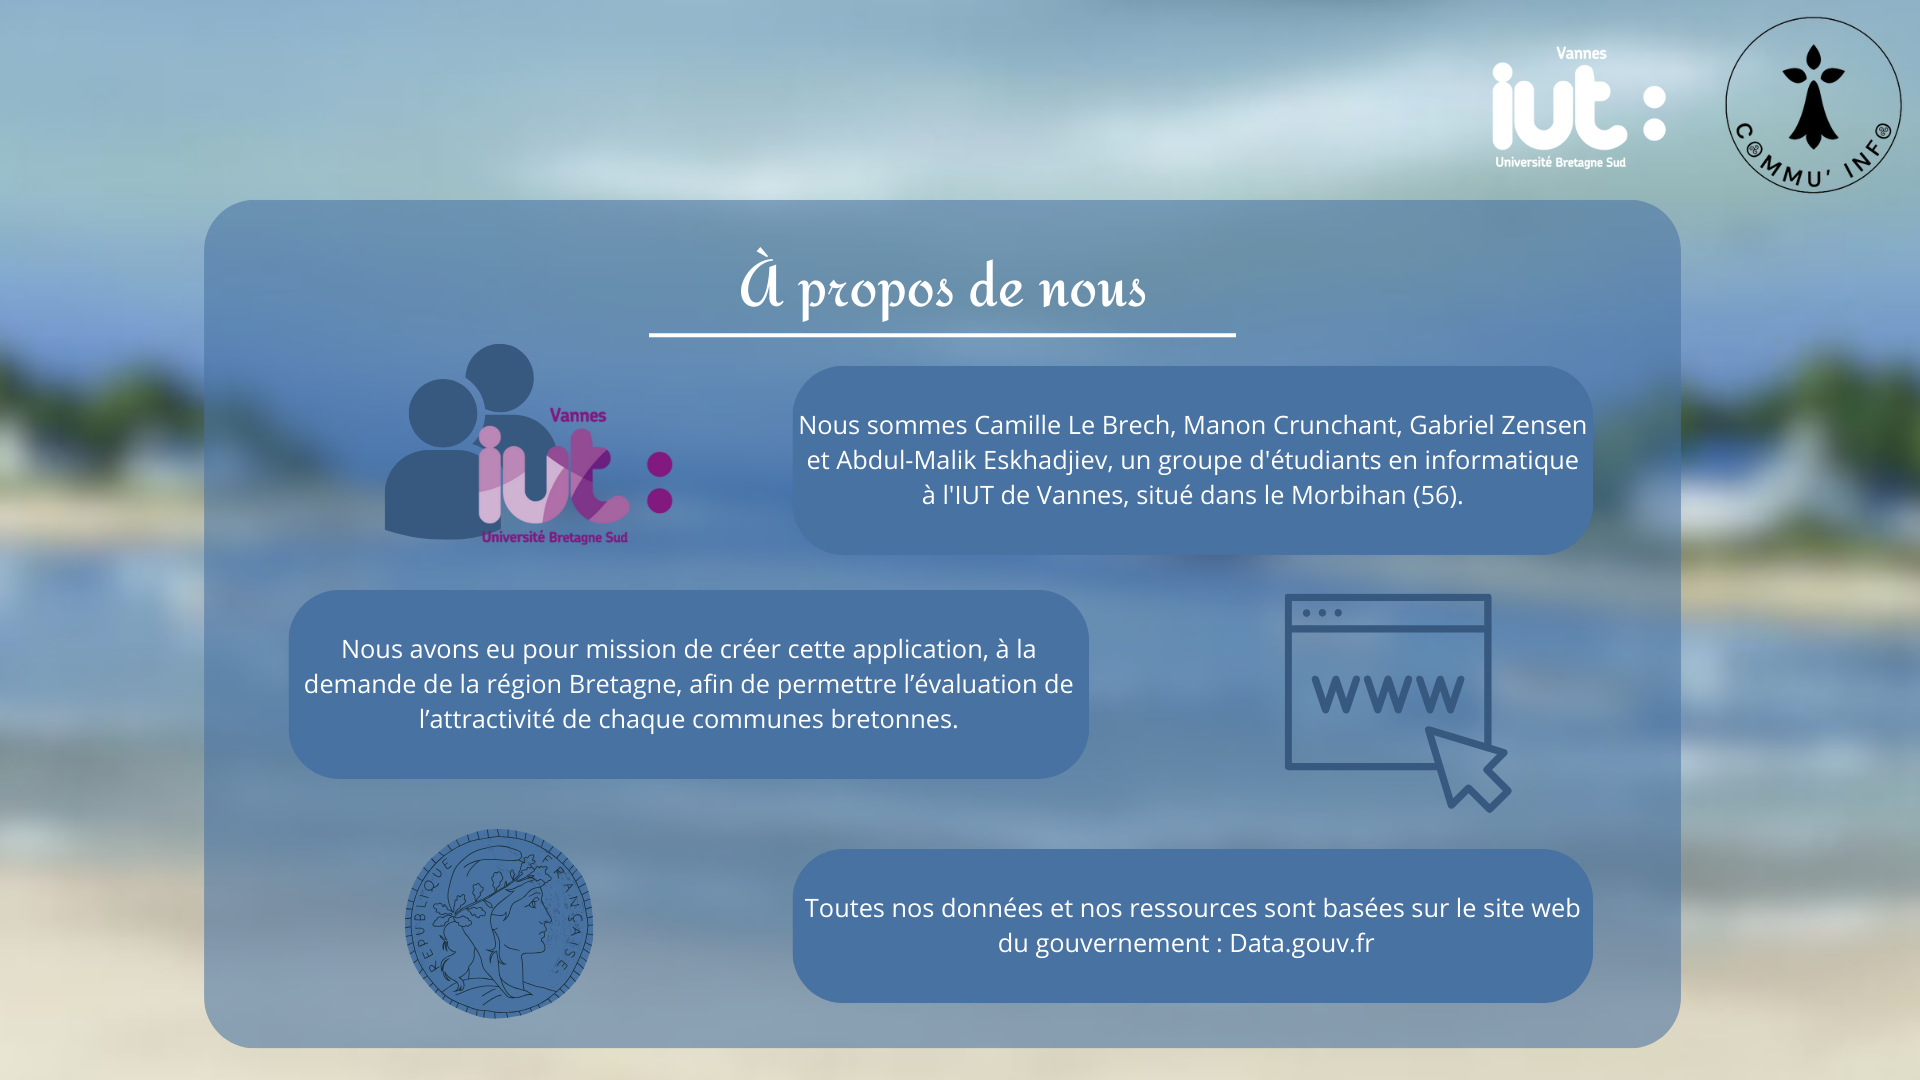 Vannes
iut :
Université Bretagne Sud
COMMU' INFO
À propos de nous
Vannes
iut :
Université Bretagne Sud
Nous sommes Camille Le Brech, Manon Crunchant, Gabriel Zensen
et Abdul-Malik Eskhadjiev, un groupe d'étudiants en informatique
à l'IUT de Vannes, situé dans le Morbihan (56).
Nous avons eu pour mission de créer cette application, à la
demande de la région Bretagne, afin de permettre l’évaluation de
l’attractivité de chaque communes bretonnes.
www
REPUBLIQUE FRANÇAISE
Toutes nos données et nos ressources sont basées sur le site web
du gouvernement : Data.gouv.fr